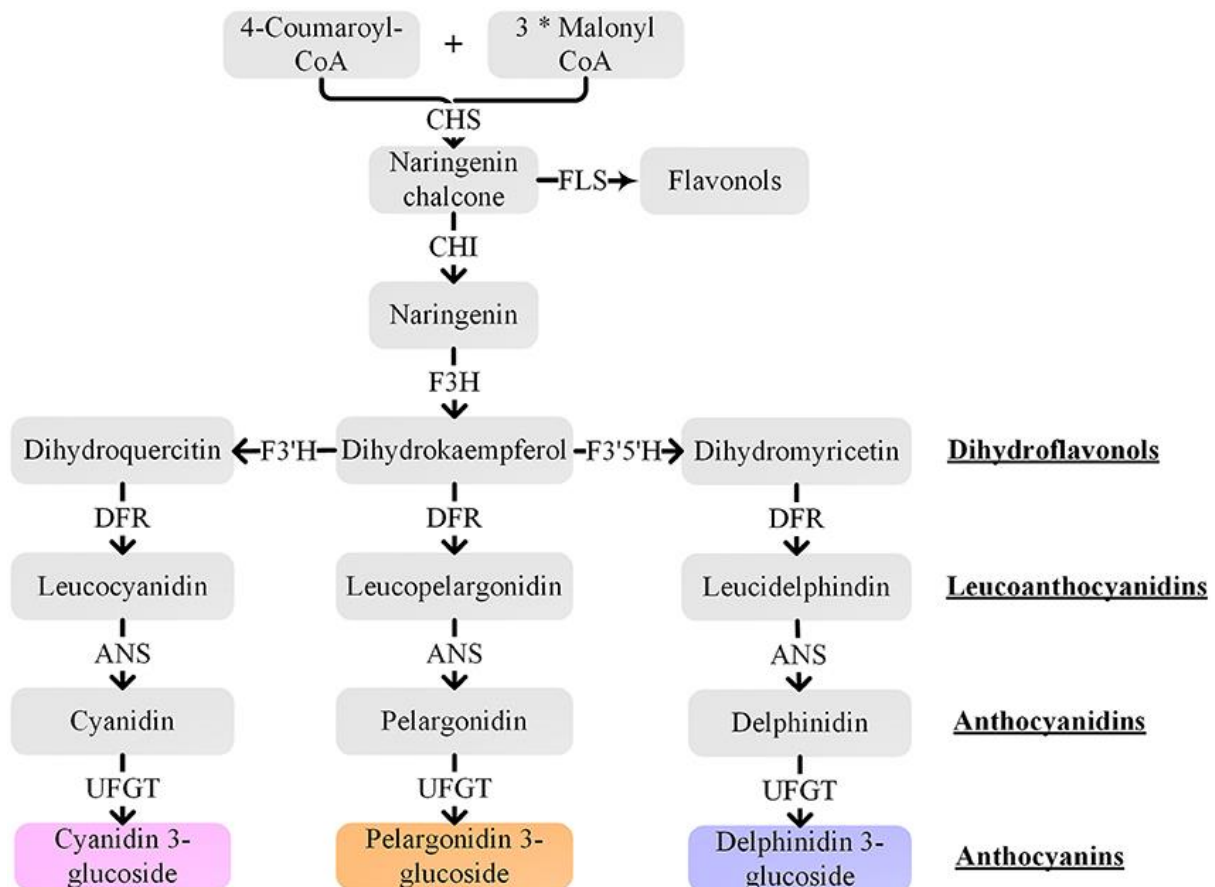 4-Coumaroyl-
CoA
+
3 * Malonyl
CoA
CHS
Naringenin
chalcone
FLS
Flavonols
CHI
Naringenin
F3H
Dihydroquercitin
F3'H
Dihydrokaempferol
F3'5'H
Dihydromyricetin
Dihydroflavonols
DFR
DFR
DFR
Leucocyanidin
Leucopelargonidin
Leucidelphindin
Leucoanthocyanidins
ANS
ANS
ANS
Cyanidin
Pelargonidin
Delphinidin
Anthocyanidins
UFGT
UFGT
UFGT
Cyanidin 3-
glucoside
Pelargonidin 3-
glucoside
Delphinidin 3-
glucoside
Anthocyanins